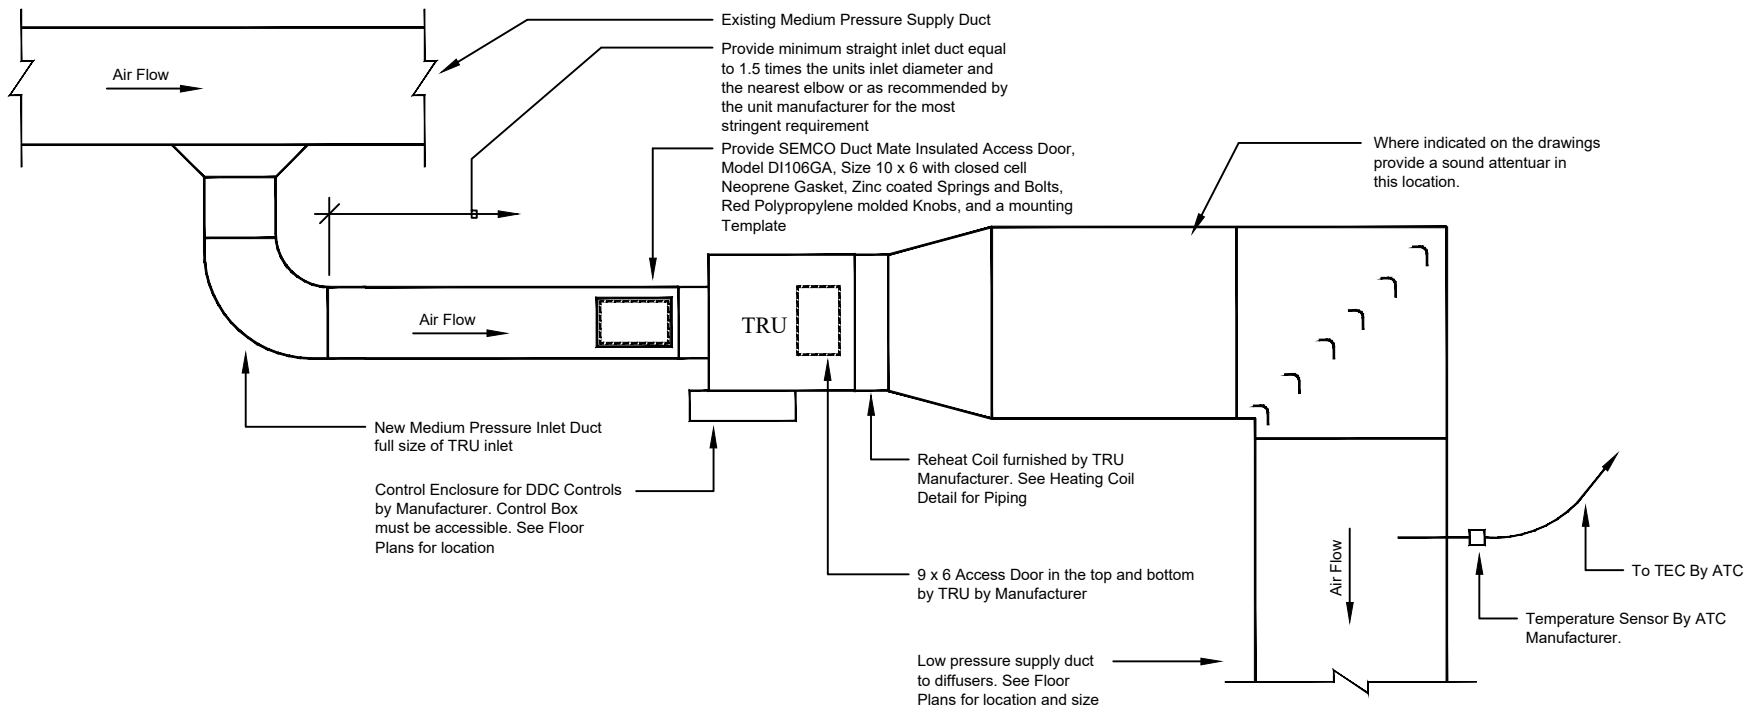 Existing Medium Pressure Supply Duct
Air Flow
Provide minimum straight inlet duct equal
to 1.5 times the units inlet diameter and
the nearest elbow or as recommended by
the unit manufacturer for the most
stringent requirement
Provide SEMCO Duct Mate Insulated Access Door,
Model DI106GA, Size 10 x 6 with closed cell
Neoprene Gasket, Zinc coated Springs and Bolts,
Red Polypropylene molded Knobs, and a mounting
Template
Where indicated on the drawings
provide a sound attentuar in
this location.
Air Flow
TRU
New Medium Pressure Inlet Duct
full size of TRU inlet
Control Enclosure for DDC Controls
by Manufacturer. Control Box
must be accessible. See Floor
Plans for location
Reheat Coil furnished by TRU
Manufacturer. See Heating Coil
Detail for Piping
9 x 6 Access Door in the top and bottom
by TRU by Manufacturer
Low pressure supply duct
to diffusers. See Floor
Plans for location and size
Air Flow
To TEC By ATC
Temperature Sensor By ATC
Manufacturer.